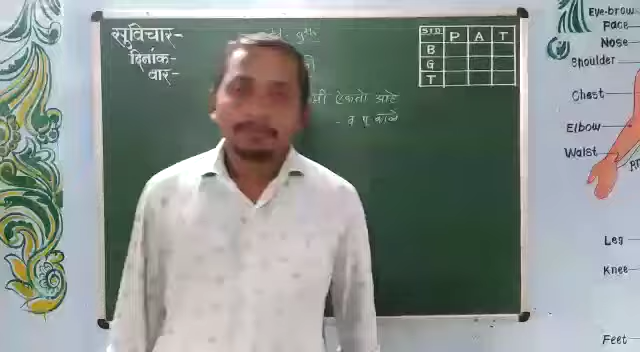 सुविचार-
दिनांक-
वार-
मी ऐकतो आहे
- व पु काळे
STD P A T
B
G
T
Eye-brow
Face
Nose
Shoulder
Chest
Elbow
Waist
Leg
Knee
Feet